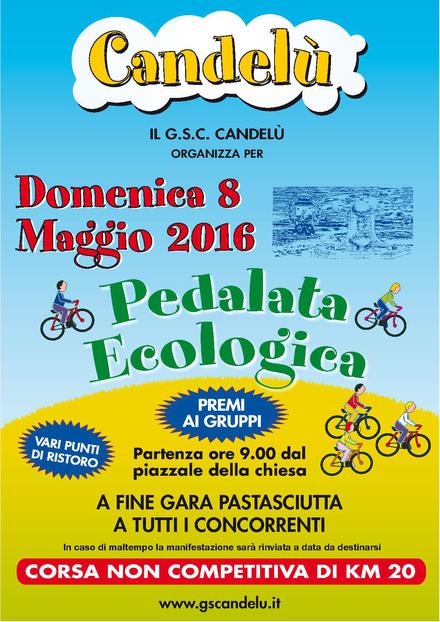 Candelù
IL G.S.C. CANDELÙ
ORGANIZZA PER
Domenica 8
Maggio 2016
Pedalata
Ecologica
PREMI
AI GRUPPI
VARI PUNTI
DI RISTORO
Partenza ore 9.00 dal
piazzale della chiesa
A FINE GARA PASTASCIUTTA
A TUTTI I CONCORRENTI
In caso di maltempo la manifestazione sarà rinviata a data da destinarsi
CORSA NON COMPETITIVA DI KM 20
www.gscandelu.it